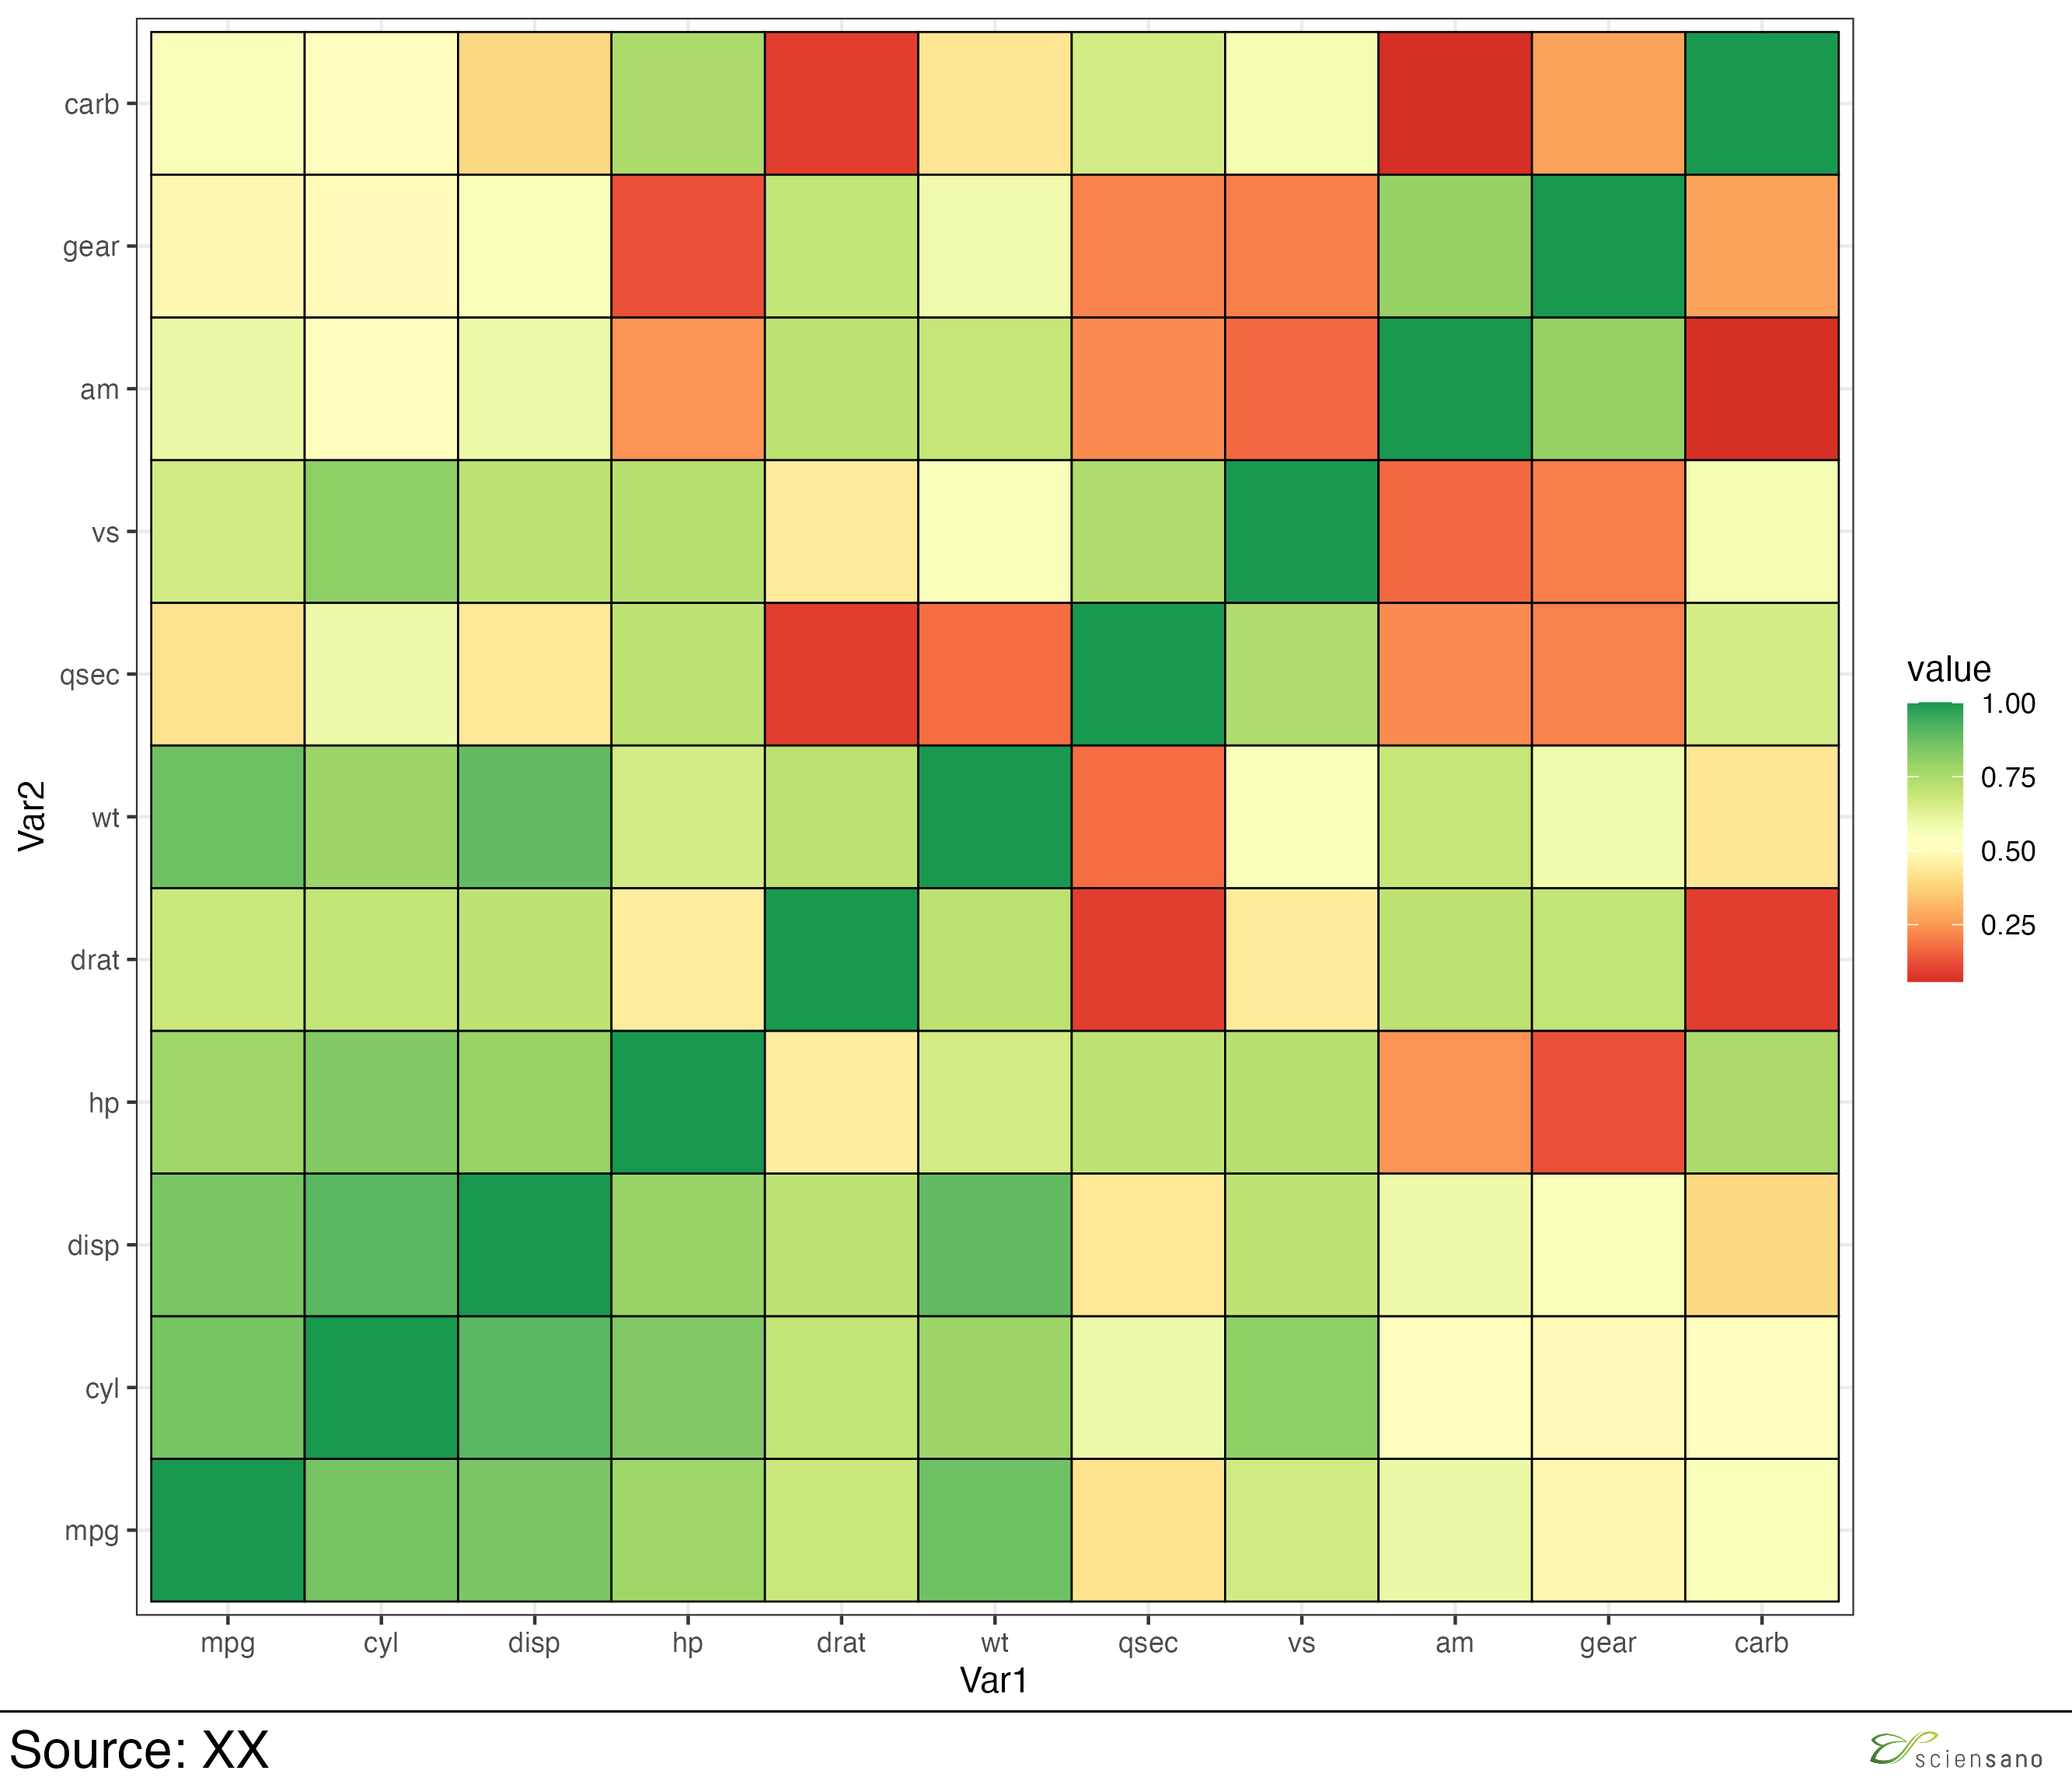 carb
gear
am
vs
qsec
wt
drat
hp
disp
cyl
mpg
Var2
mpg cyl disp hp drat wt qsec vs am gear carb
Var1
value
1.00
0.75
0.50
0.25
Source: XX
sciensano